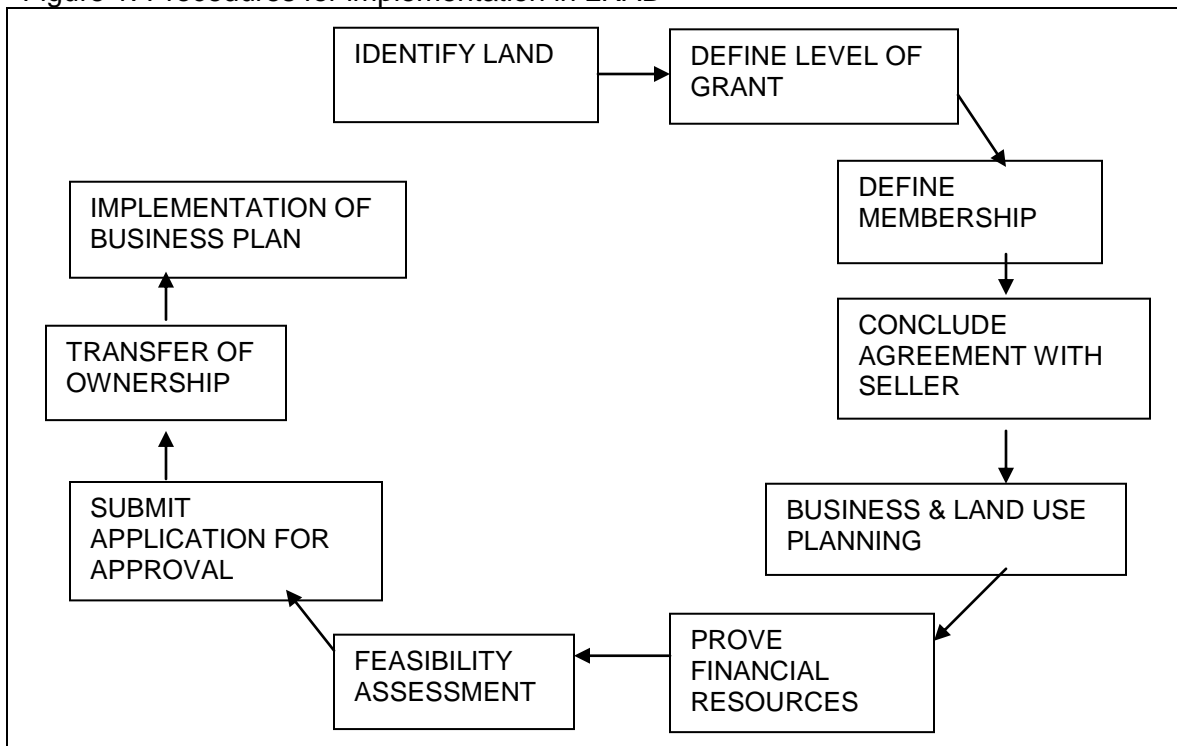 IDENTIFY LAND
DEFINE LEVEL OF
GRANT
DEFINE
MEMBERSHIP
CONCLUDE
AGREEMENT WITH
SELLER
BUSINESS & LAND USE
PLANNING
PROVE
FINANCIAL
RESOURCES
FEASIBILITY
ASSESSMENT
SUBMIT
APPLICATION FOR
APPROVAL
TRANSFER OF
OWNERSHIP
IMPLEMENTATION OF
BUSINESS PLAN